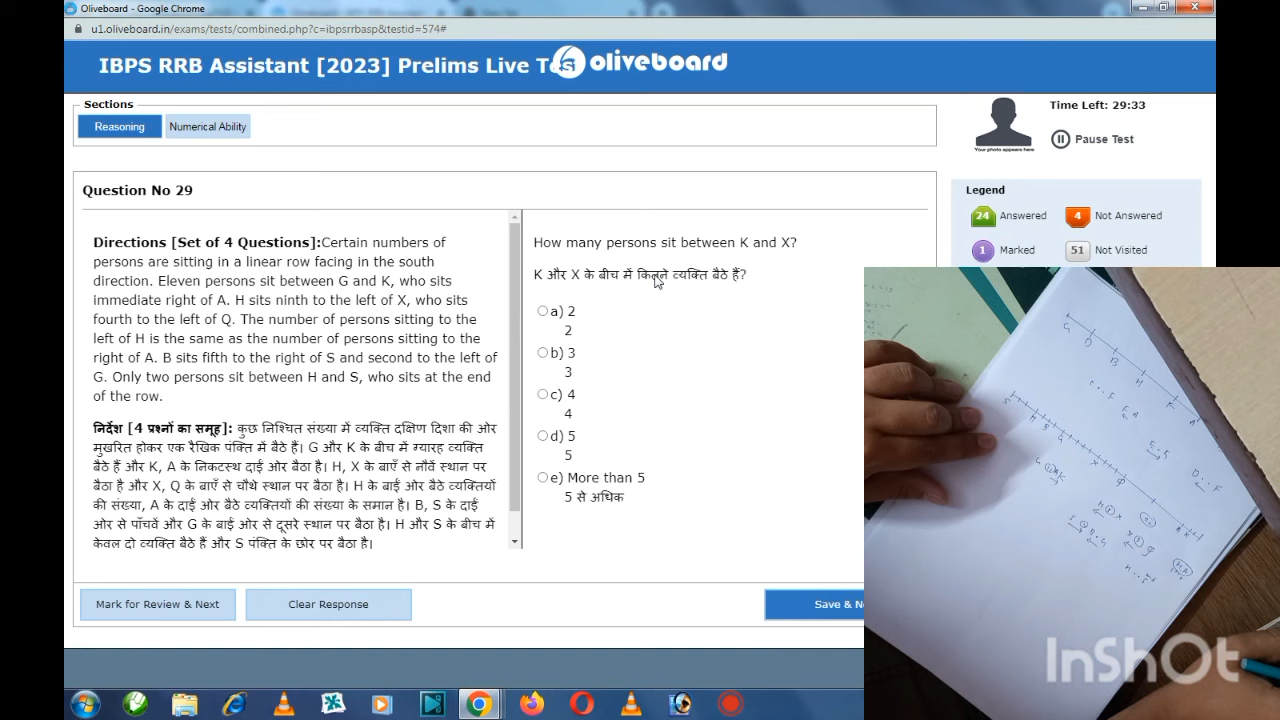 Oliveboard - Google Chrome
u1.oliveboard.in/exams/tests/combined.php?c=ibpsrrbasp&testid=574#
IBPS RRB Assistant [2023] Prelims Live
oliveboard
Sections
Reasoning
Numerical Ability
Time Left: 29:33
Your photo appears here
Pause Test
Question No 29
Legend
24 Answered
4 Not Answered
1 Marked
51 Not Visited
Directions [Set of 4 Questions]:Certain numbers of
persons are sitting in a linear row facing in the south
direction. Eleven persons sit between G and K, who sits
immediate right of A. H sits ninth to the left of X, who sits
fourth to the left of Q. The number of persons sitting to the
left of H is the same as the number of persons sitting to the
right of A. B sits fifth to the right of S and second to the left of
G. Only two persons sit between H and S, who sits at the end
of the row.
निर्देश [4 प्रश्नों का समूह]: कुछ निश्चित संख्या में व्यक्ति दक्षिण दिशा की ओर
मुखरित होकर एक रैखिक पंक्ति में बैठे हैं। G और K के बीच में ग्यारह व्यक्ति
बैठे हैं और K, A के निकटस्थ दाईं ओर बैठा है। H, X के बाएँ से नौवें स्थान पर
बैठा है और X, Q के बाएँ से चौथे स्थान पर बैठा है। H के बाईं ओर बैठे व्यक्तियों
की संख्या, A के दाईं ओर बैठे व्यक्तियों की संख्या के समान है। B, S के दाईं
ओर से पाँचवें और G के बाईं ओर से दूसरे स्थान पर बैठा है। H और S के बीच में
केवल दो व्यक्ति बैठे हैं और S पंक्ति के छोर पर बैठा है।
How many persons sit between K and X?
K और X के बीच में कितने व्यक्ति बैठे हैं?
a) 2
2
b) 3
3
c) 4
4
d) 5
5
e) More than 5
5 से अधिक
Mark for Review & Next
Clear Response
Save & N
G
D
B
H
K
A
S
H
B
G
X
Q
InShOt